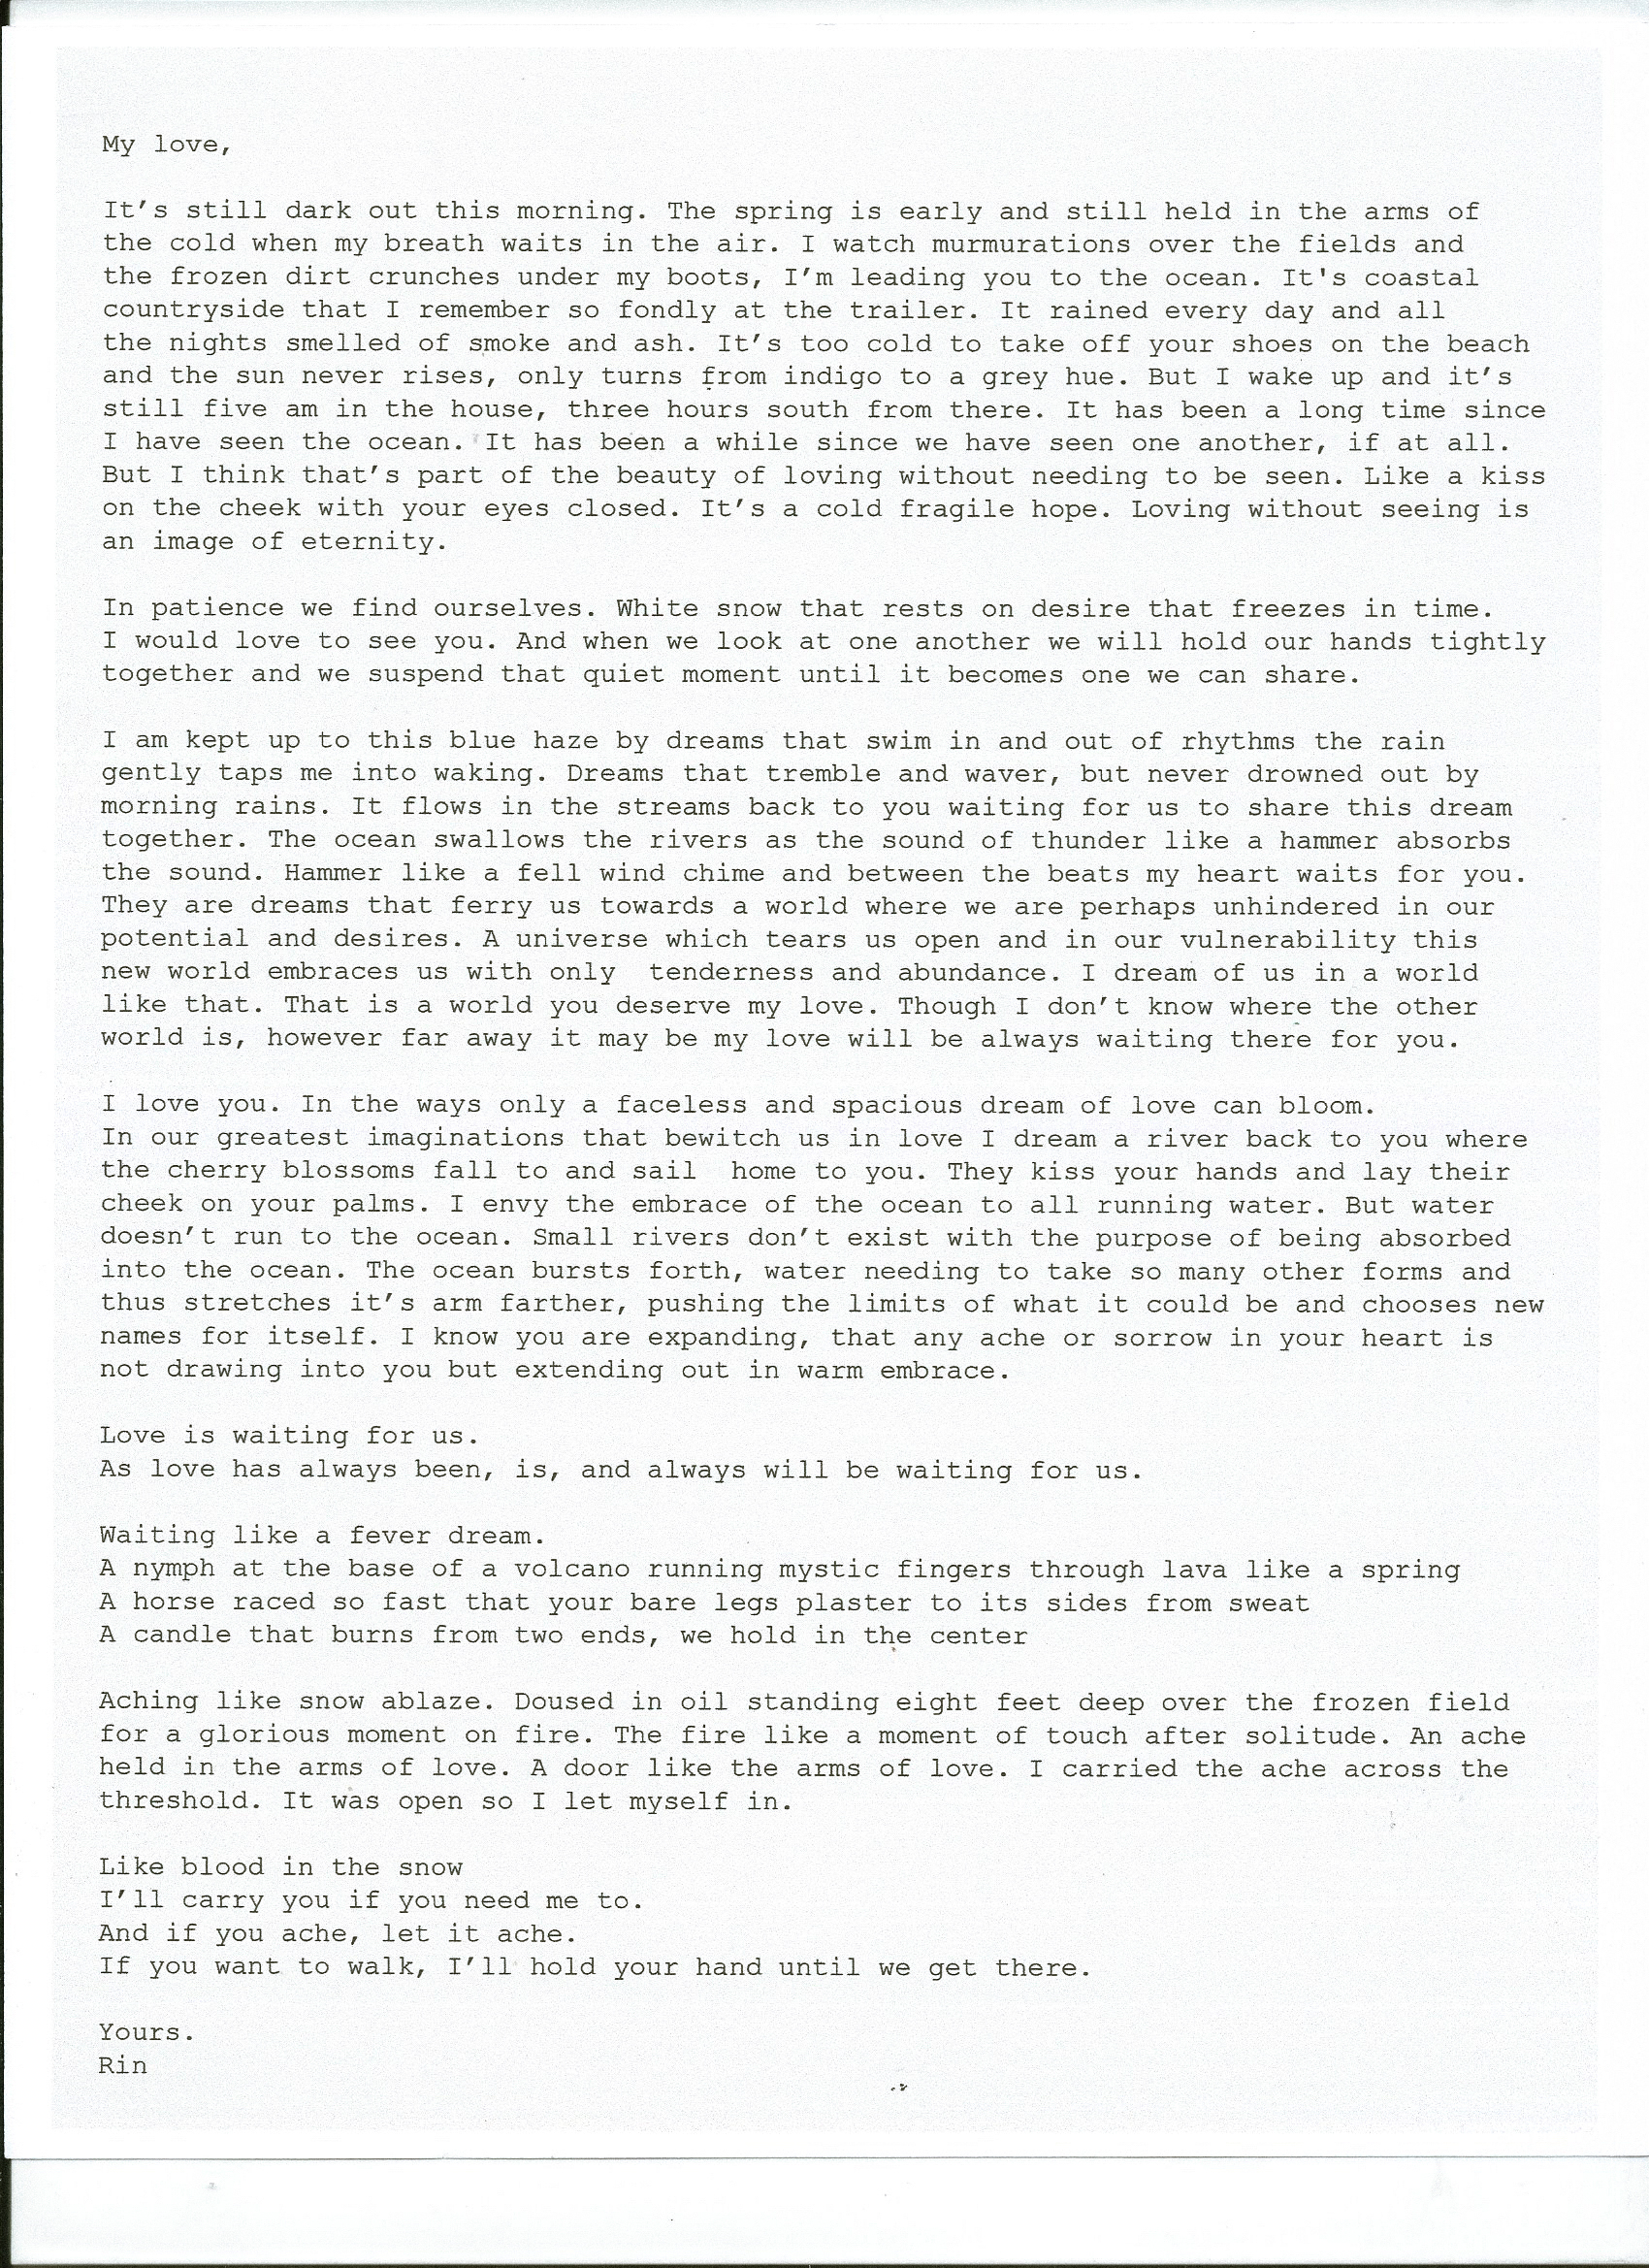 My love,
It’s still dark out this morning. The spring is early and still held in the arms of
the cold when my breath waits in the air. I watch murmurations over the fields and
the frozen dirt crunches under my boots, I’m leading you to the ocean. It's coastal
countryside that I remember so fondly at the trailer. It rained every day and all
the nights smelled of smoke and ash. It’s too cold to take off your shoes on the beach
and the sun never rises, only turns from indigo to a grey hue. But I wake up and it’s
still five am in the house, three hours south from there. It has been a long time since
I have seen the ocean. It has been a while since we have seen one another, if at all.
But I think that’s part of the beauty of loving without needing to be seen. Like a kiss
on the cheek with your eyes closed. It’s a cold fragile hope. Loving without seeing is
an image of eternity.
In patience we find ourselves. White snow that rests on desire that freezes in time.
I would love to see you. And when we look at one another we will hold our hands tightly
together and we suspend that quiet moment until it becomes one we can share.
I am kept up to this blue haze by dreams that swim in and out of rhythms the rain
gently taps me into waking. Dreams that tremble and waver, but never drowned out by
morning rains. It flows in the streams back to you waiting for us to share this dream
together. The ocean swallows the rivers as the sound of thunder like a hammer absorbs
the sound. Hammer like a fell wind chime and between the beats my heart waits for you.
They are dreams that ferry us towards a world where we are perhaps unhindered in our
potential and desires. A universe which tears us open and in our vulnerability this
new world embraces us with only  tenderness and abundance. I dream of us in a world
like that. That is a world you deserve my love. Though I don’t know where the other
world is, however far away it may be my love will be always waiting there for you.
I love you. In the ways only a faceless and spacious dream of love can bloom.
In our greatest imaginations that bewitch us in love I dream a river back to you where
the cherry blossoms fall to and sail  home to you. They kiss your hands and lay their
cheek on your palms. I envy the embrace of the ocean to all running water. But water
doesn’t run to the ocean. Small rivers don’t exist with the purpose of being absorbed
into the ocean. The ocean bursts forth, water needing to take so many other forms and
thus stretches it’s arm farther, pushing the limits of what it could be and chooses new
names for itself. I know you are expanding, that any ache or sorrow in your heart is
not drawing into you but extending out in warm embrace.
Love is waiting for us.
As love has always been, is, and always will be waiting for us.
Waiting like a fever dream.
A nymph at the base of a volcano running mystic fingers through lava like a spring
A horse raced so fast that your bare legs plaster to its sides from sweat
A candle that burns from two ends, we hold in the center
Aching like snow ablaze. Doused in oil standing eight feet deep over the frozen field
for a glorious moment on fire. The fire like a moment of touch after solitude. An ache
held in the arms of love. A door like the arms of love. I carried the ache across the
threshold. It was open so I let myself in.
Like blood in the snow
I’ll carry you if you need me to.
And if you ache, let it ache.
If you want to walk, I’ll hold your hand until we get there.
Yours.
Rin